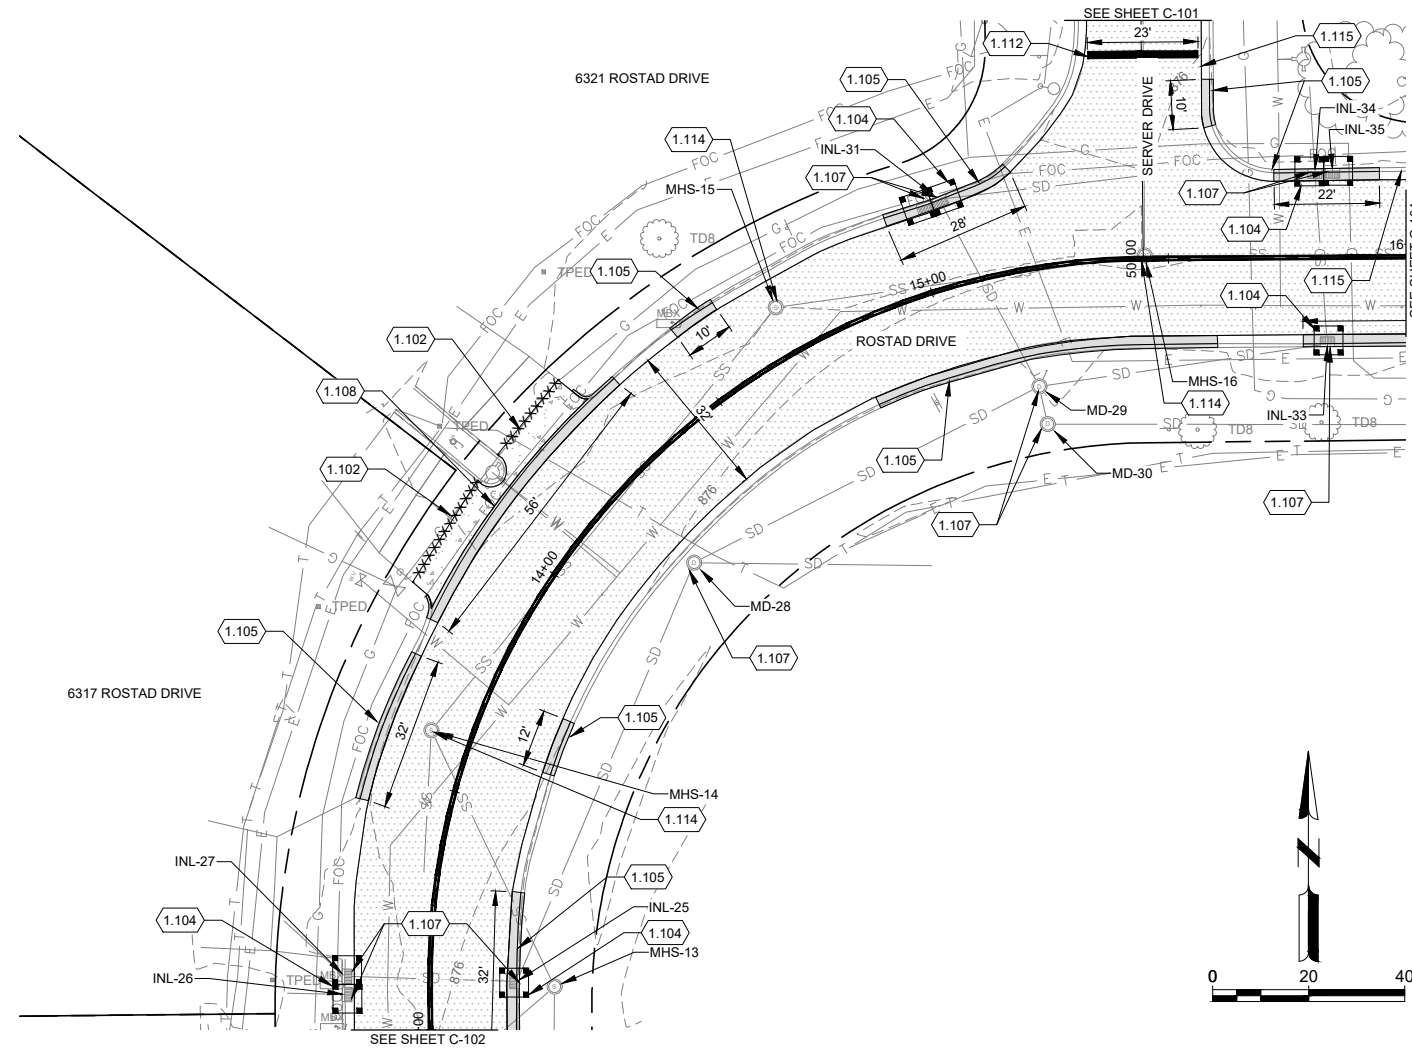 SEE SHEET C-101
23'
1.112
1.115
6321 ROSTAD DRIVE
FOC
1.105
1.105
876
10'
INL-34
1.104
INL-35
SERVER DRIVE
1.114
INL-31
1.107
MHS-15
FOC
SD
1.107
22'
28'
1.104
TD8
TPED
1.105
15+00
50+00
SS
16
1.115
1.104
MBX
10'
ROSTAD DRIVE
1.102
32'
MHS-16
1.108
1.114
MD-29
INL-33
TD8
TD8
TPED
1.105
1.102
MD-30
876
1.107
1.107
56'
14+00
SD
MD-28
TPED
1.105
1.107
6317 ROSTAD DRIVE
32'
12'
1.105
MHS-14
1.114
INL-27
1.105
INL-25
1.104
1.107
1.104
MHS-13
INL-26
TPED
32'
876
0 20 40
SEE SHEET C-102